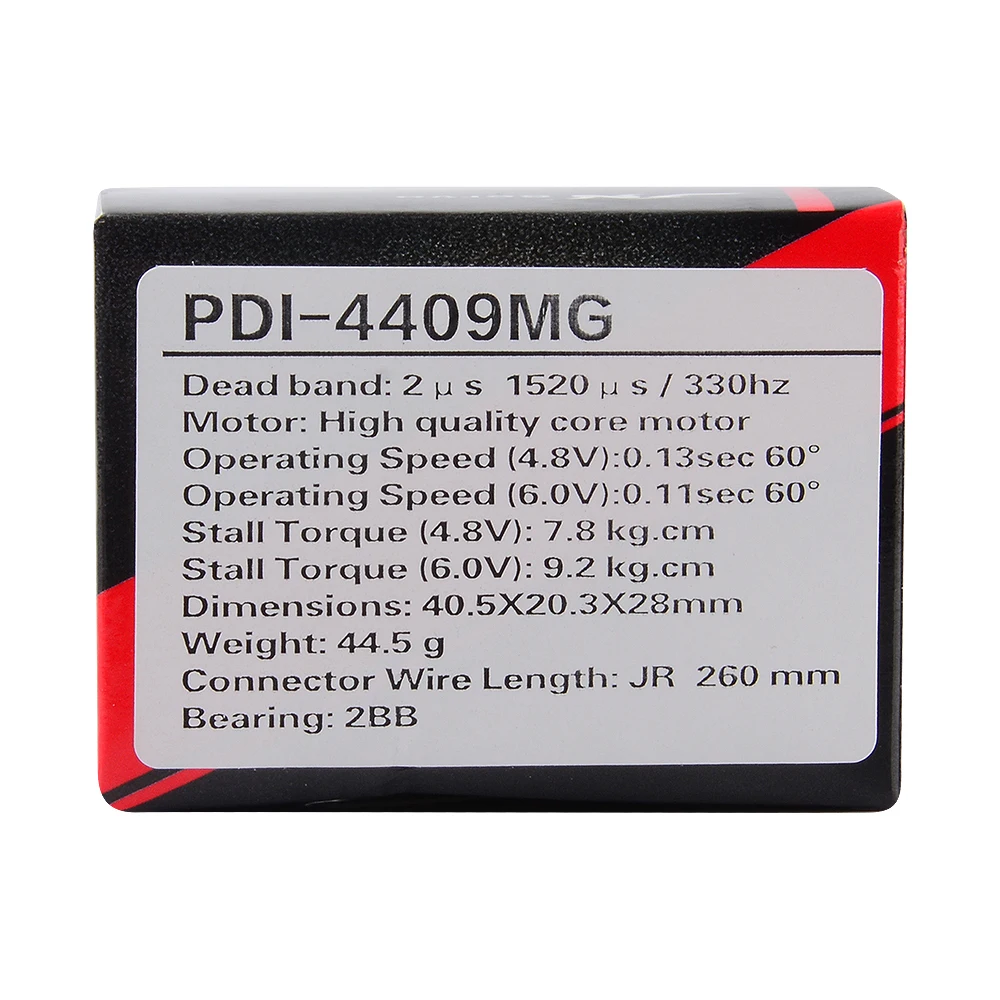 PDI-4409MG
Dead band: 2 μs 1520 μs / 330hz
Motor: High quality core motor
Operating Speed (4.8V):0.13sec 60°
Operating Speed (6.0V):0.11sec 60°
Stall Torque (4.8V): 7.8 kg.cm
Stall Torque (6.0V): 9.2 kg.cm
Dimensions: 40.5X20.3X28mm
Weight: 44.5 g
Connector Wire Length: JR 260 mm
Bearing: 2BB